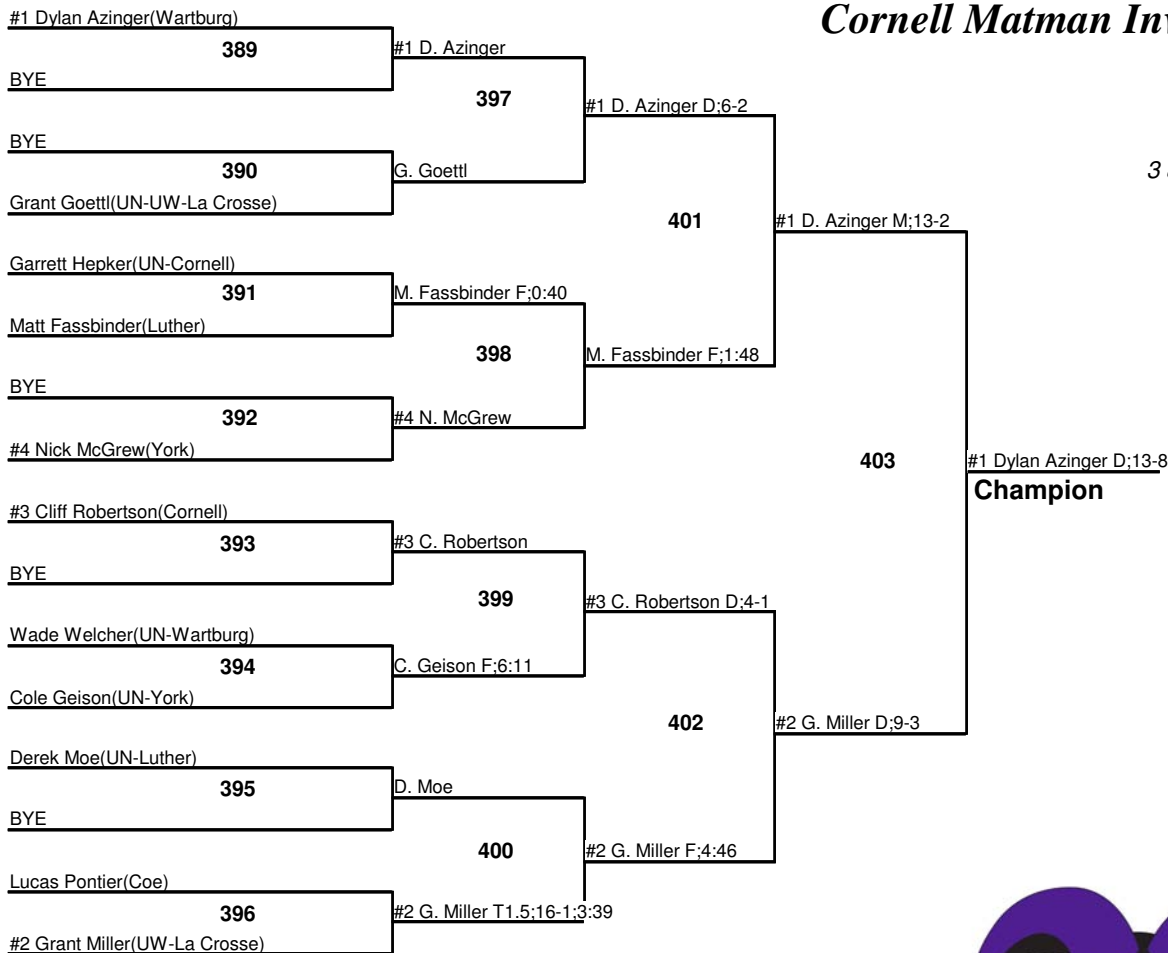 Cornell Matman Inv
3
#1 Dylan Azinger(Wartburg)
389
BYE
#1 D. Azinger
397
BYE
390
Grant Goettl(UN-UW-La Crosse)
G. Goettl
#1 D. Azinger D;6-2
401
Garrett Hepker(UN-Cornell)
391
Matt Fassbinder(Luther)
M. Fassbinder F;0:40
398
BYE
392
#4 Nick McGrew(York)
#4 N. McGrew
M. Fassbinder F;1:48
#1 D. Azinger M;13-2
403
#3 Cliff Robertson(Cornell)
393
BYE
#3 C. Robertson
399
Wade Welcher(UN-Wartburg)
394
Cole Geison(UN-York)
C. Geison F;6:11
#3 C. Robertson D;4-1
402
Derek Moe(UN-Luther)
395
BYE
D. Moe
400
Lucas Pontier(Coe)
396
#2 Grant Miller(UW-La Crosse)
#2 G. Miller T1.5;16-1;3:39
#2 G. Miller F;4:46
#2 G. Miller D;9-3
#1 Dylan Azinger D;13-8
Champion